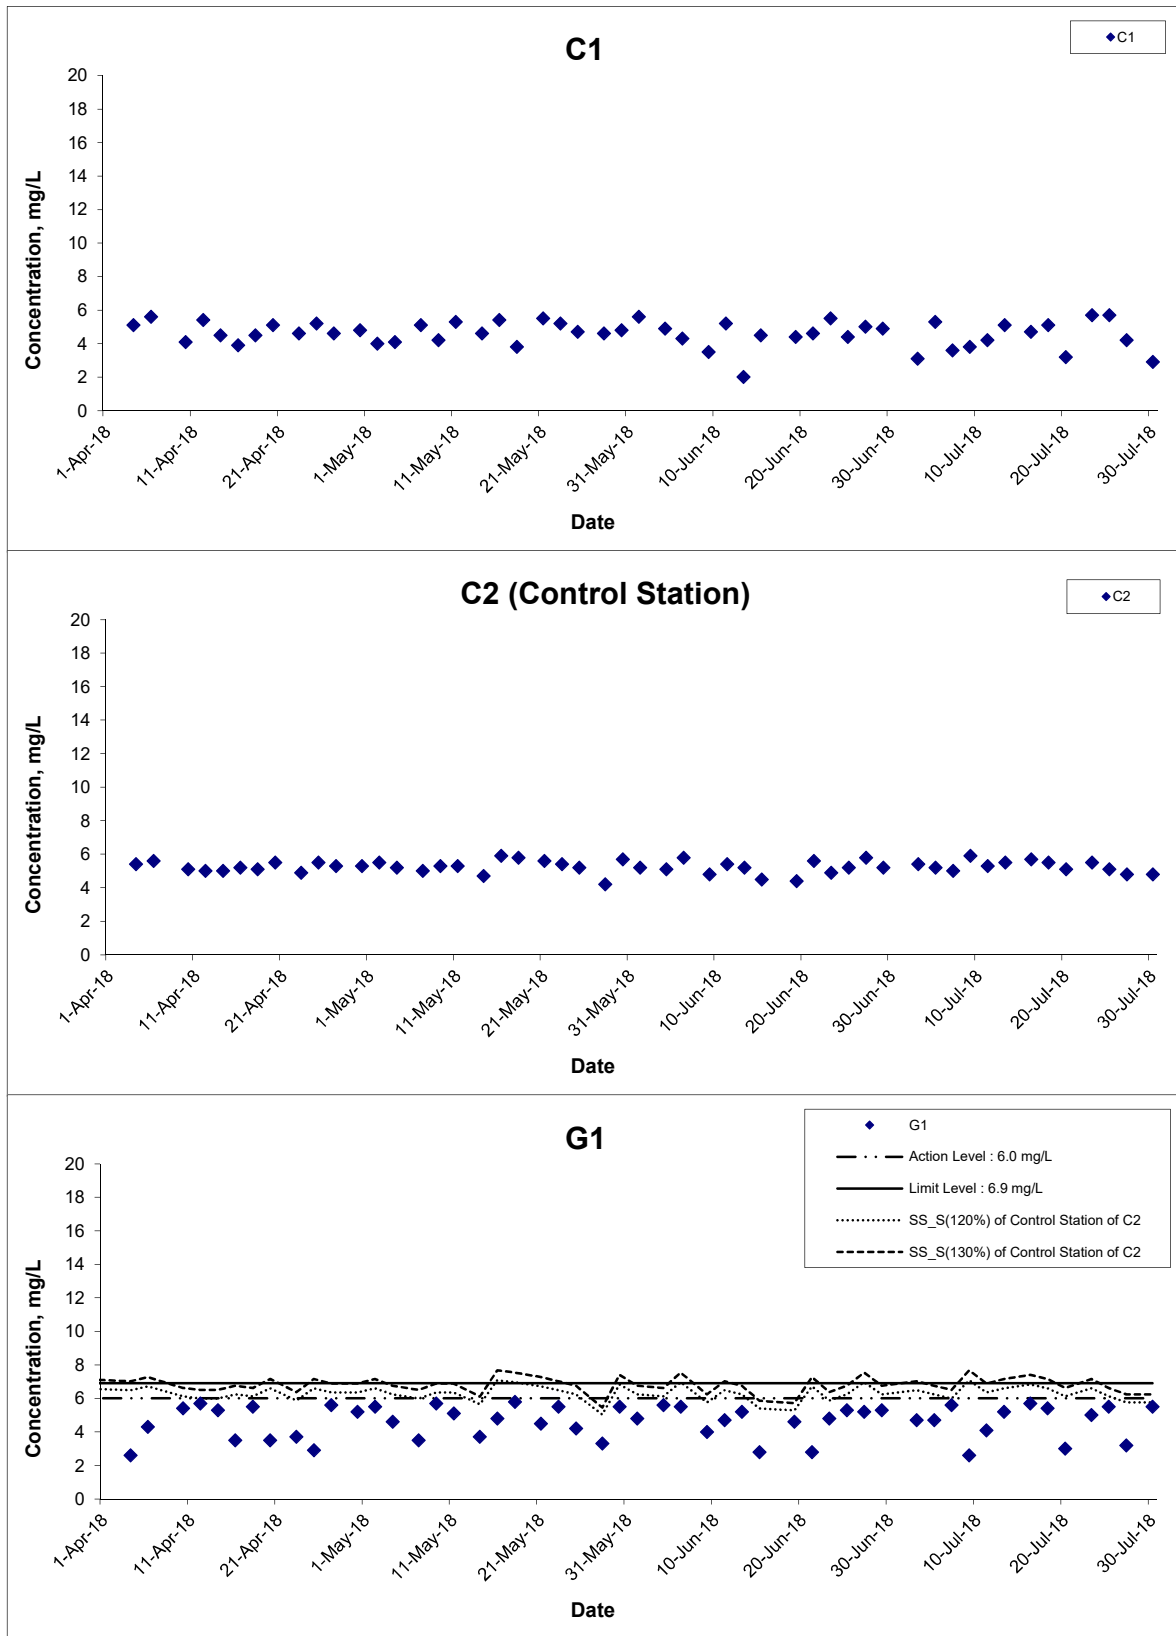 C1
C1
Concentration, mg/L
20
18
16
14
12
10
8
6
4
2
0
1-Apr-18
11-Apr-18
21-Apr-18
1-May-18
11-May-18
21-May-18
31-May-18
10-Jun-18
20-Jun-18
30-Jun-18
10-Jul-18
20-Jul-18
30-Jul-18
Date
C2 (Control Station)
C2
Concentration, mg/L
20
18
16
14
12
10
8
6
4
2
0
1-Apr-18
11-Apr-18
21-Apr-18
1-May-18
11-May-18
21-May-18
31-May-18
10-Jun-18
20-Jun-18
30-Jun-18
10-Jul-18
20-Jul-18
30-Jul-18
Date
G1
G1
Action Level : 6.0 mg/L
Limit Level : 6.9 mg/L
SS_S(120%) of Control Station of C2
SS_S(130%) of Control Station of C2
Concentration, mg/L
20
18
16
14
12
10
8
6
4
2
0
1-Apr-18
11-Apr-18
21-Apr-18
1-May-18
11-May-18
21-May-18
31-May-18
10-Jun-18
20-Jun-18
30-Jun-18
10-Jul-18
20-Jul-18
30-Jul-18
Date